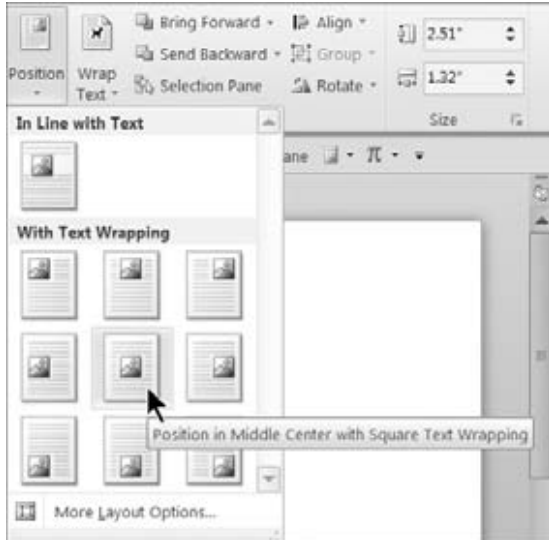 Bring Forward
Align
2.51"
Send Backward
Group
Position
Wrap Text
Selection Pane
Rotate
1.32"
Size
In Line with Text
ane
π
With Text Wrapping
Position in Middle Center with Square Text Wrapping
More Layout Options...